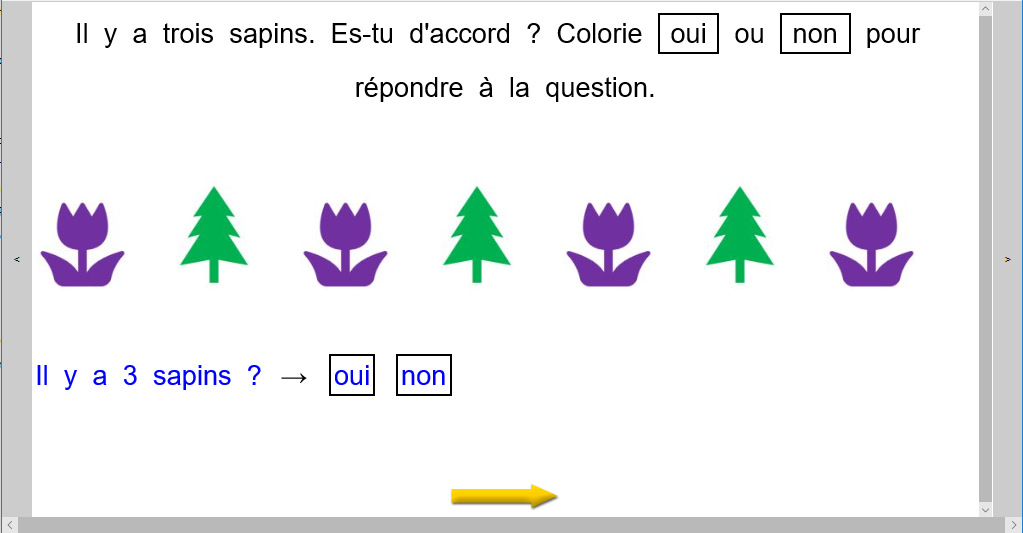 Il y a trois sapins. Es-tu d'accord ? Colorie oui ou non pour
répondre à la question.
< >
Il y a 3 sapins ? → oui non